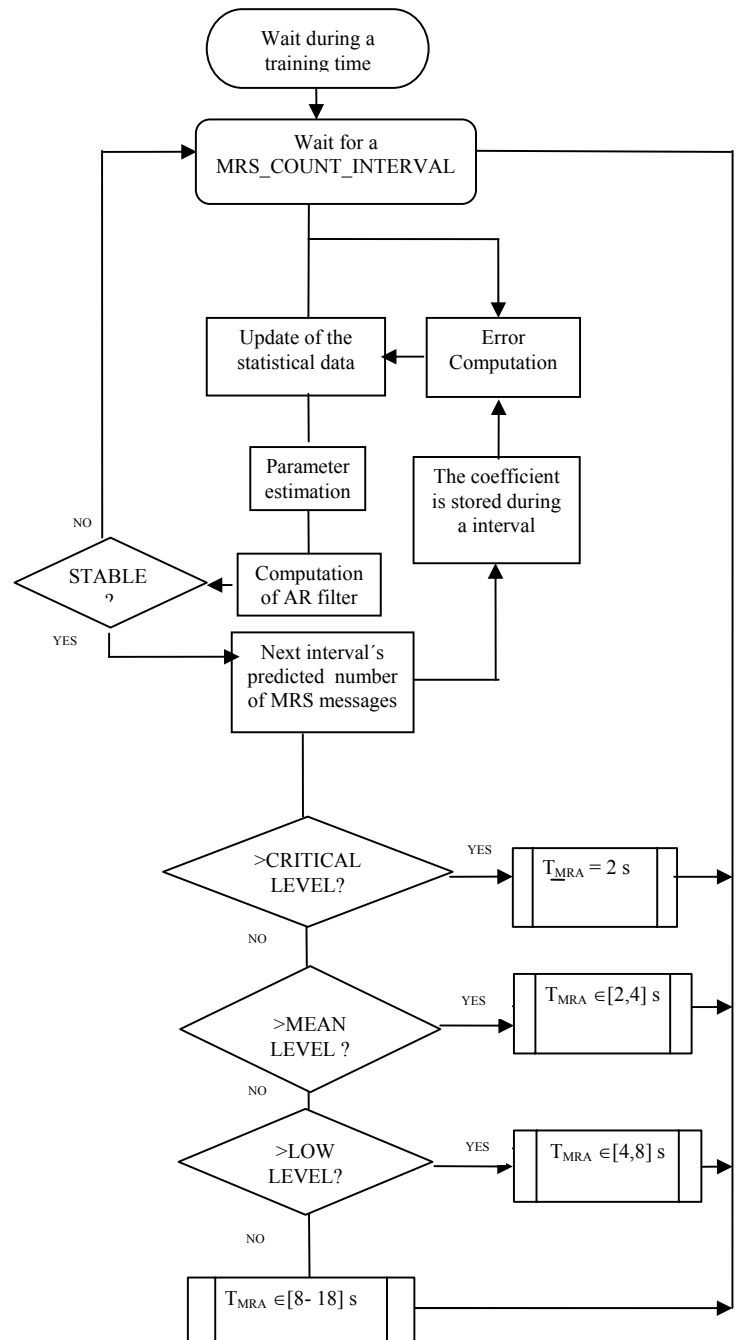 Wait during a
training time
Wait for a
MRS_COUNT_INTERVAL
Update of the
statistical data
Error
Computation
Parameter
estimation
The coefficient
is stored during
a interval
NO
STABLE
?
Computation
of AR filter
YES
Next interval´s
predicted number
of MRS messages
>CRITICAL
LEVEL?
YES
T_MRA = 2 s
NO
>MEAN
LEVEL ?
YES
TMRA ∈[2,4] s
NO
>LOW
LEVEL?
YES
TMRA ∈[4,8] s
NO
TMRA ∈[8- 18] s